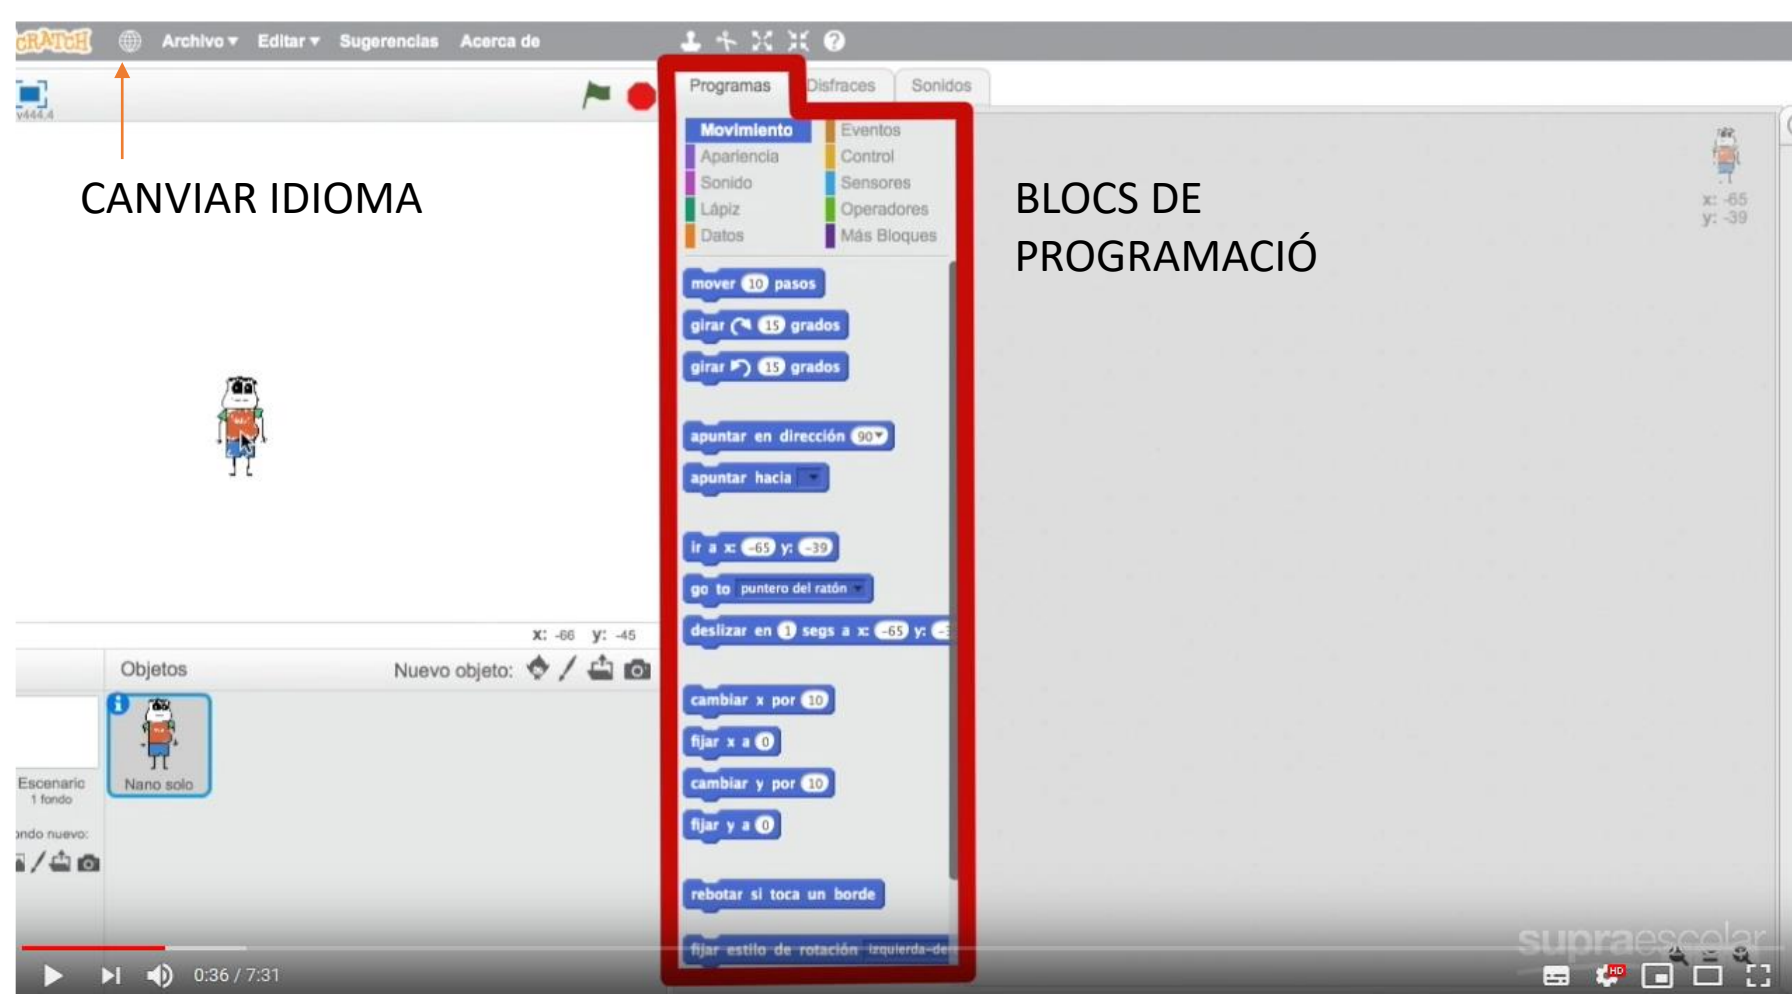 SCRATCH Archivo Editar Sugerencias Acerca de
v444.4
Programas Disfraces Sonidos
Movimiento Eventos
Apariencia Control
Sonido Sensores
Lápiz Operadores
Datos Más Bloques
CANVIAR IDIOMA
BLOCS DE
PROGRAMACIÓ
x: -65
y: -39
mover 10 pasos
girar 15 grados
girar 15 grados
apuntar en dirección 90
apuntar hacia
ir a x: -65 y: -39
go to puntero del ratón
deslizar en 1 segs a x: -65 y:
cambiar x por 10
fijar x a 0
cambiar y por 10
fijar y a 0
rebotar si toca un borde
fijar estilo de rotación izquierda-de
X: -66 y: -45
Objetos Nuevo objeto:
Nano solo
Escenario
1 fondo
ondo nuevo:
supraescolar
0:36 / 7:31
HD